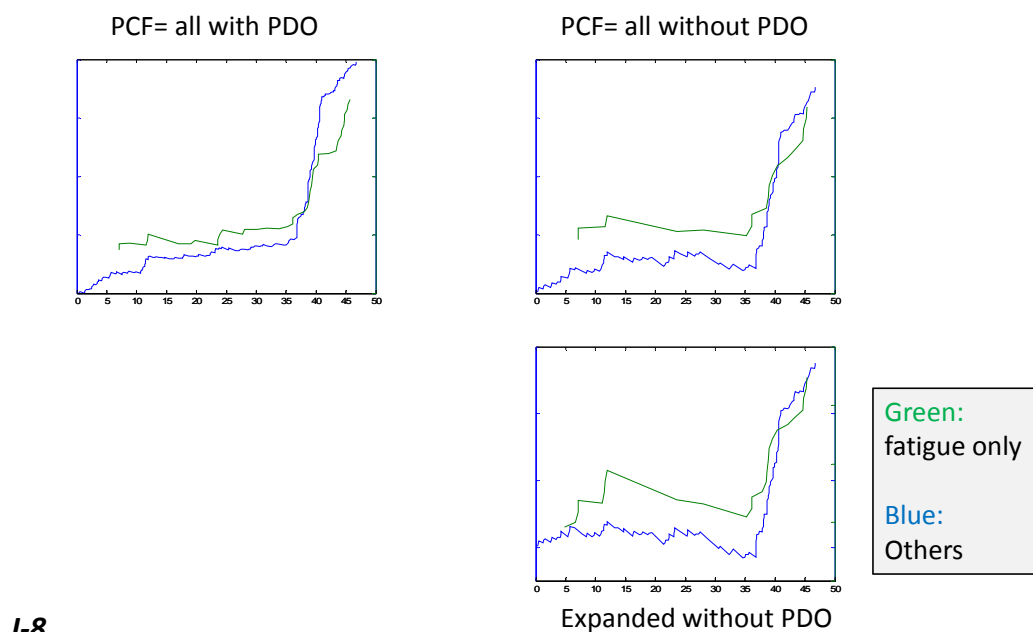 PCF= all with PDO
PCF= all without PDO
0 5 10 15 20 25 30 35 40 45 50
0 5 10 15 20 25 30 35 40 45 50
0 5 10 15 20 25 30 35 40 45 50
Green:
fatigue only
Blue:
Others
Expanded without PDO
I-8